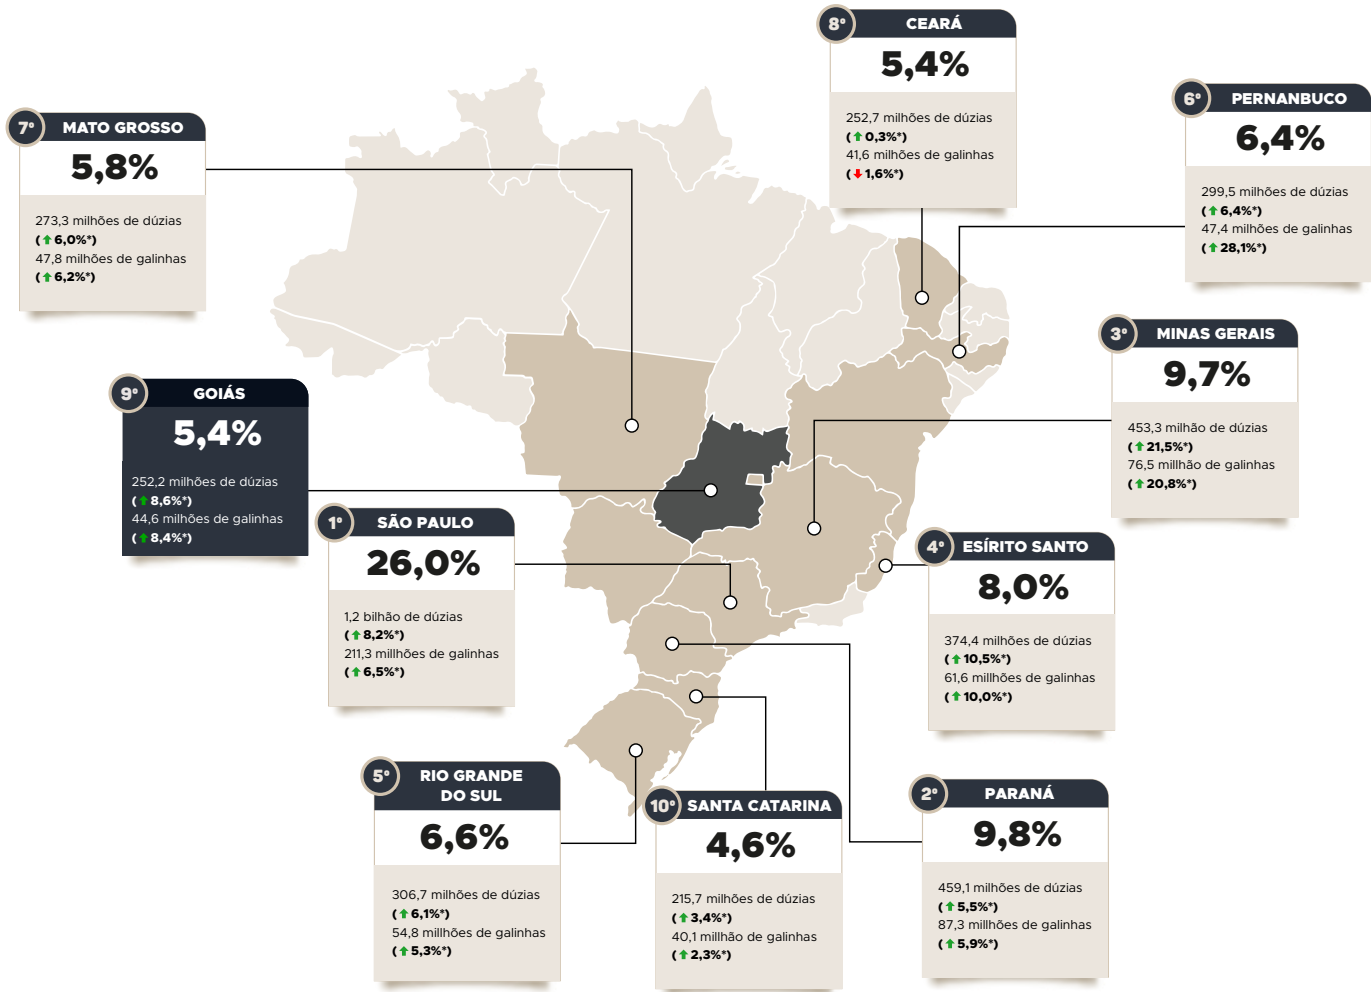 8º
CEARÁ
5,4%
252,7 milhões de dúzias
(⬆0,3%*)
41,6 milhões de galinhas
(⬇1,6%*)
6º
PERNANBUCO
6,4%
299,5 milhões de dúzias
(⬆6,4%*)
47,4 milhões de galinhas
(⬆28,1%*)
7º
MATO GROSSO
5,8%
273,3 milhões de dúzias
(⬆6,0%*)
47,8 milhões de galinhas
(⬆6,2%*)
3º
MINAS GERAIS
9,7%
453,3 milhão de dúzias
(⬆21,5%*)
76,5 millhão de galinhas
(⬆20,8%*)
9º
GOIÁS
5,4%
252,2 milhões de dúzias
(⬆8,6%*)
44,6 milhões de galinhas
(⬆8,4%*)
1º
SÃO PAULO
26,0%
1,2 bilhão de dúzias
(⬆8,2%*)
211,3 millhões de galinhas
(⬆6,5%*)
4º
ESÍRITO SANTO
8,0%
374,4 milhões de dúzias
(⬆10,5%*)
61,6 millhões de galinhas
(⬆10,0%*)
5º
RIO GRANDE
DO SUL
6,6%
306,7 milhões de dúzias
(⬆6,1%*)
54,8 millhões de galinhas
(⬆5,3%*)
10º
SANTA CATARINA
4,6%
215,7 milhões de dúzias
(⬆3,4%*)
40,1 millhão de galinhas
(⬆2,3%*)
2º
PARANÁ
9,8%
459,1 milhões de dúzias
(⬆5,5%*)
87,3 milhões de galinhas
(⬆5,9%*)